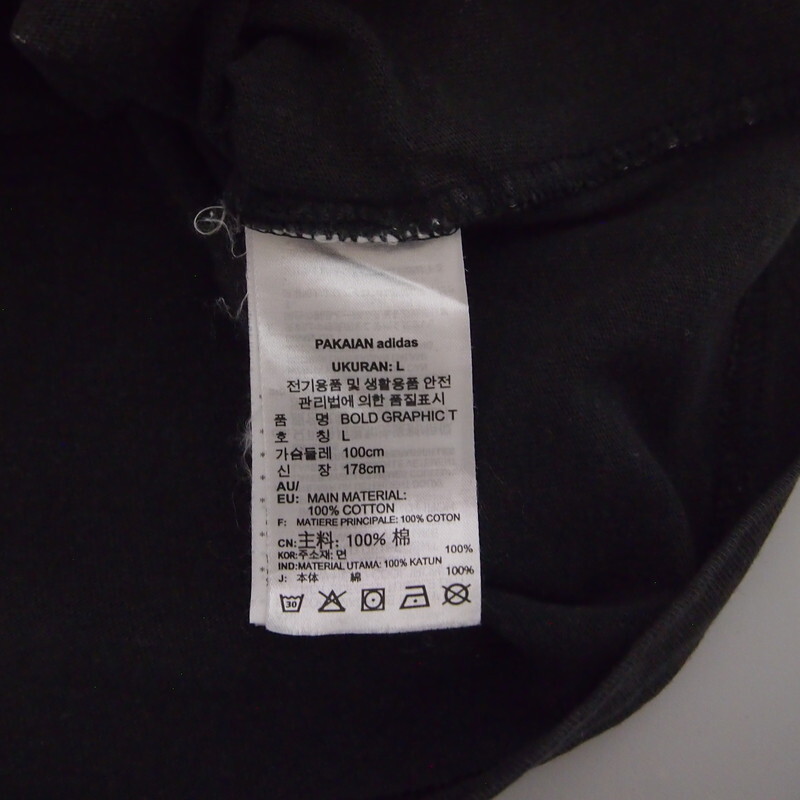 PAKAIAN adidas
UKURAN: L
전기용품 및 생활용품 안전
관리법에 의한 품질표시
품 명 BOLD GRAPHIC T
호 칭 L
가슴둘레 100cm
신 장 178cm
AU/
EU: MAIN MATERIAL:
100% COTTON
F: MATIERE PRINCIPALE: 100% COTON
CN: 主料: 100% 棉
KOR: 주소재: 면 100%
IND: MATERIAL UTAMA: 100% KATUN
J: 本体 綿 100%
30